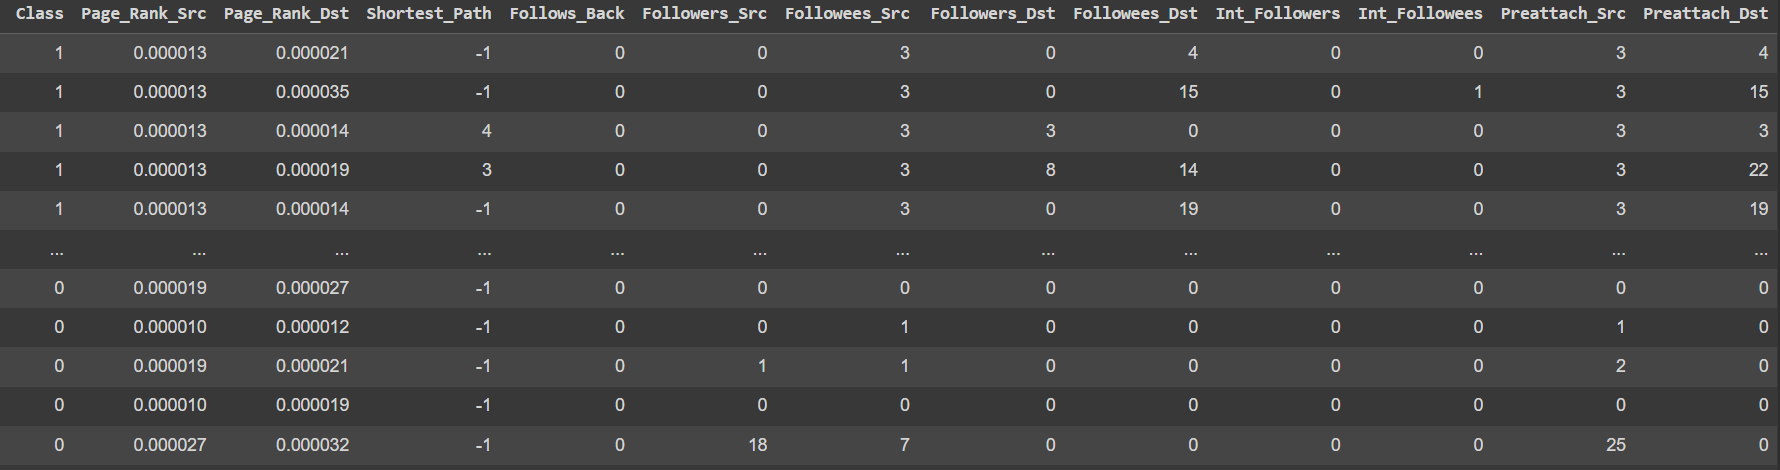 Class Page_Rank_Src Page_Rank_Dst Shortest_Path Follows_Back Followers_Src Followees_Src Followers_Dst Followees_Dst Int_Followers Int_Followees Preattach_Src Preattach_Dst
1 0.000013 0.000021 -1 0 0 3 0 4 0 0 3 4
1 0.000013 0.000035 -1 0 0 3 0 15 0 1 3 15
1 0.000013 0.000014 4 0 0 3 3 0 0 0 3 3
1 0.000013 0.000019 3 0 0 3 8 14 0 0 3 22
1 0.000013 0.000014 -1 0 0 3 0 19 0 0 3 19
... ... ... ... ... ... ... ... ... ... ... ... ...
0 0.000019 0.000027 -1 0 0 0 0 0 0 0 0 0
0 0.000010 0.000012 -1 0 0 1 0 0 0 0 1 0
0 0.000019 0.000021 -1 0 1 1 0 0 0 0 2 0
0 0.000010 0.000019 -1 0 0 0 0 0 0 0 0 0
0 0.000027 0.000032 -1 0 18 7 0 0 0 0 25 0